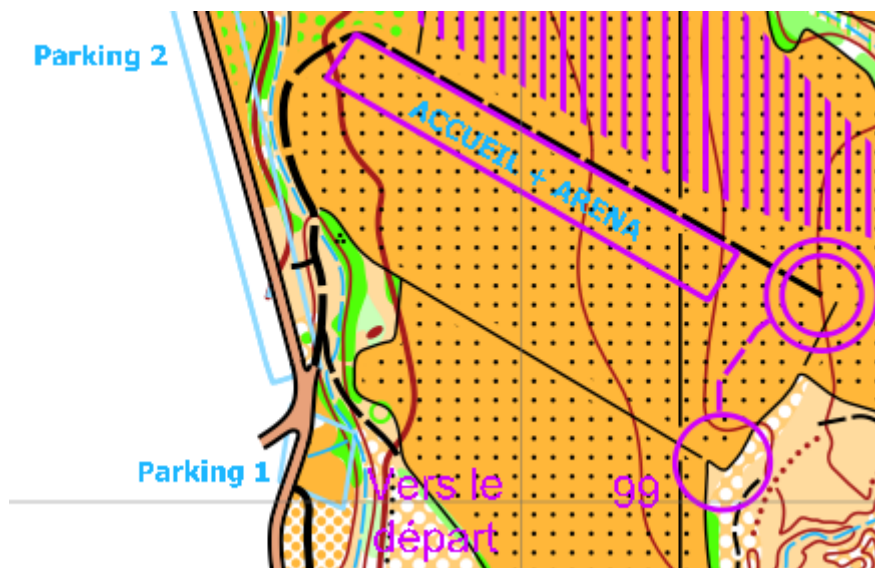 Parking 2
ACCUEIL + ARENA
Parking 1
Vers le
départ
99